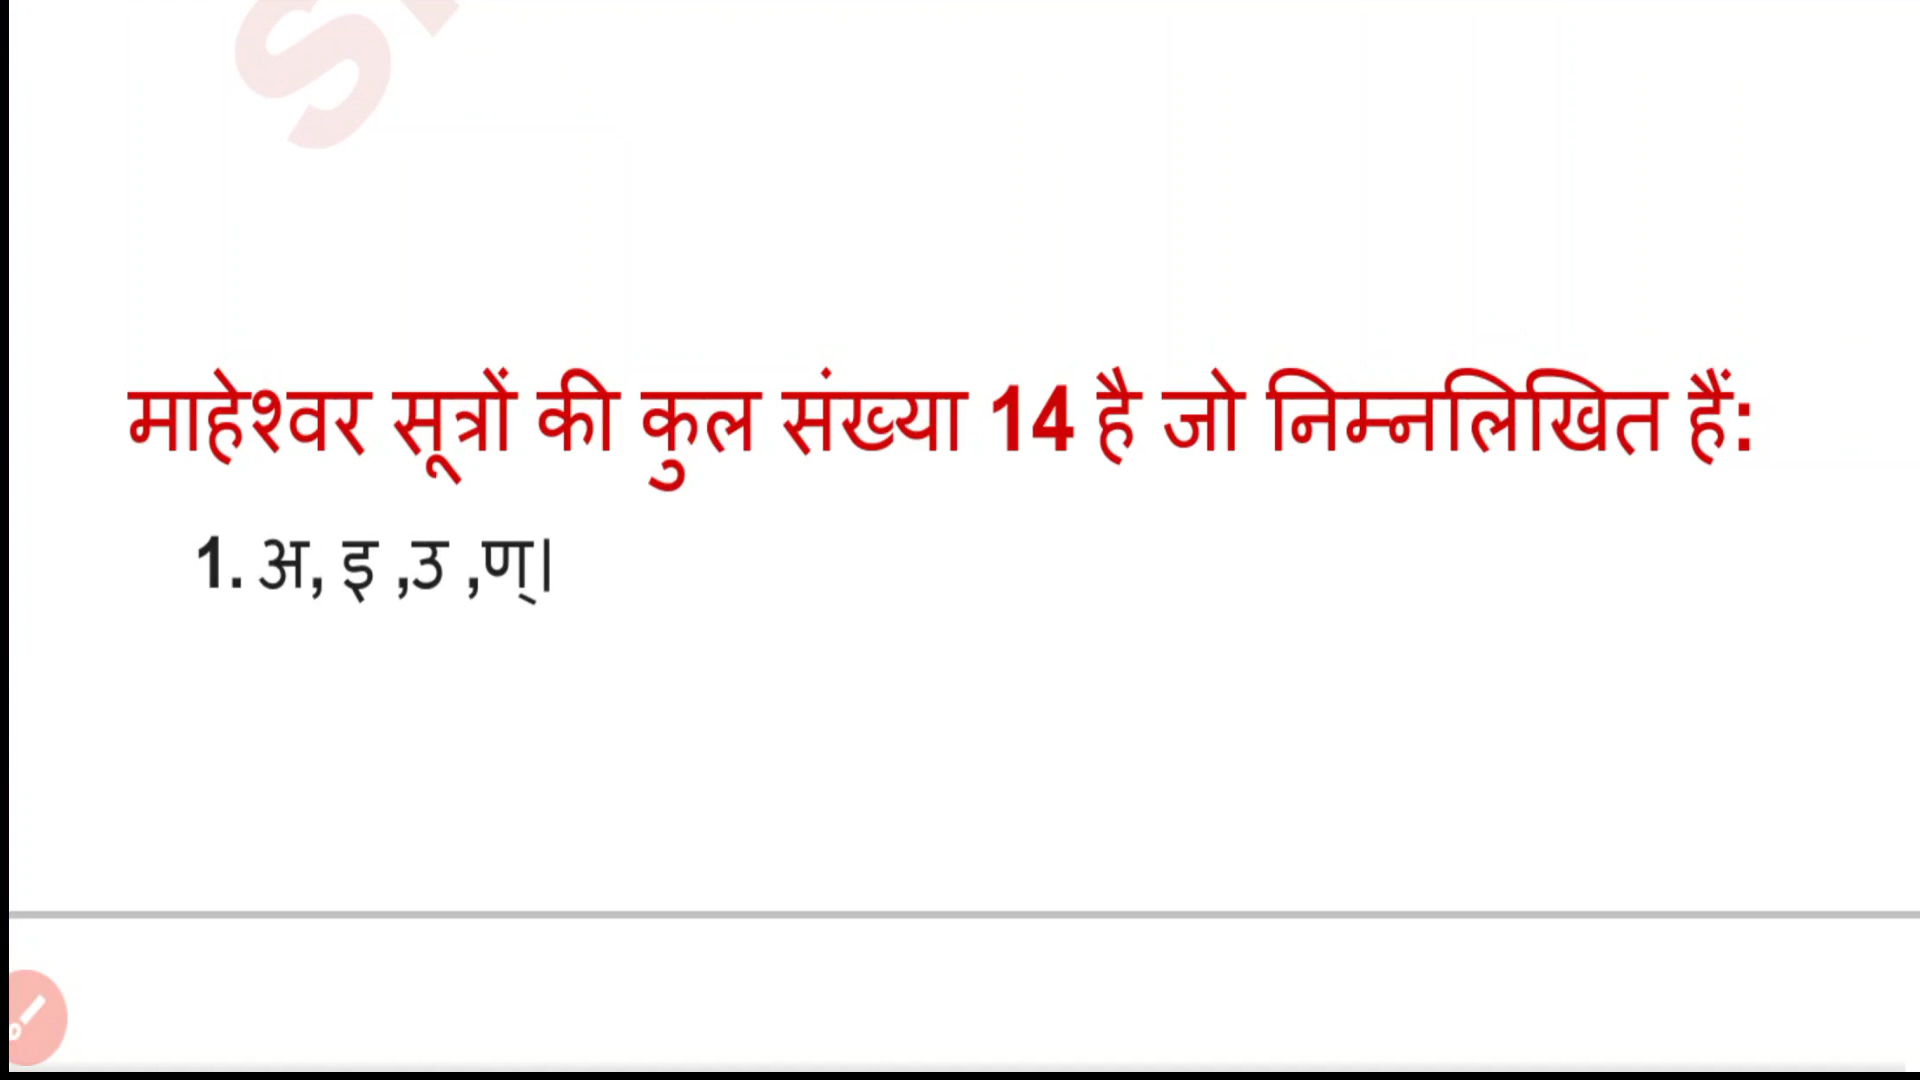 माहेश्वर सूत्रों की कुल संख्या 14 है जो निम्नलिखित हैं:
1. अ, इ ,उ ,ण्।